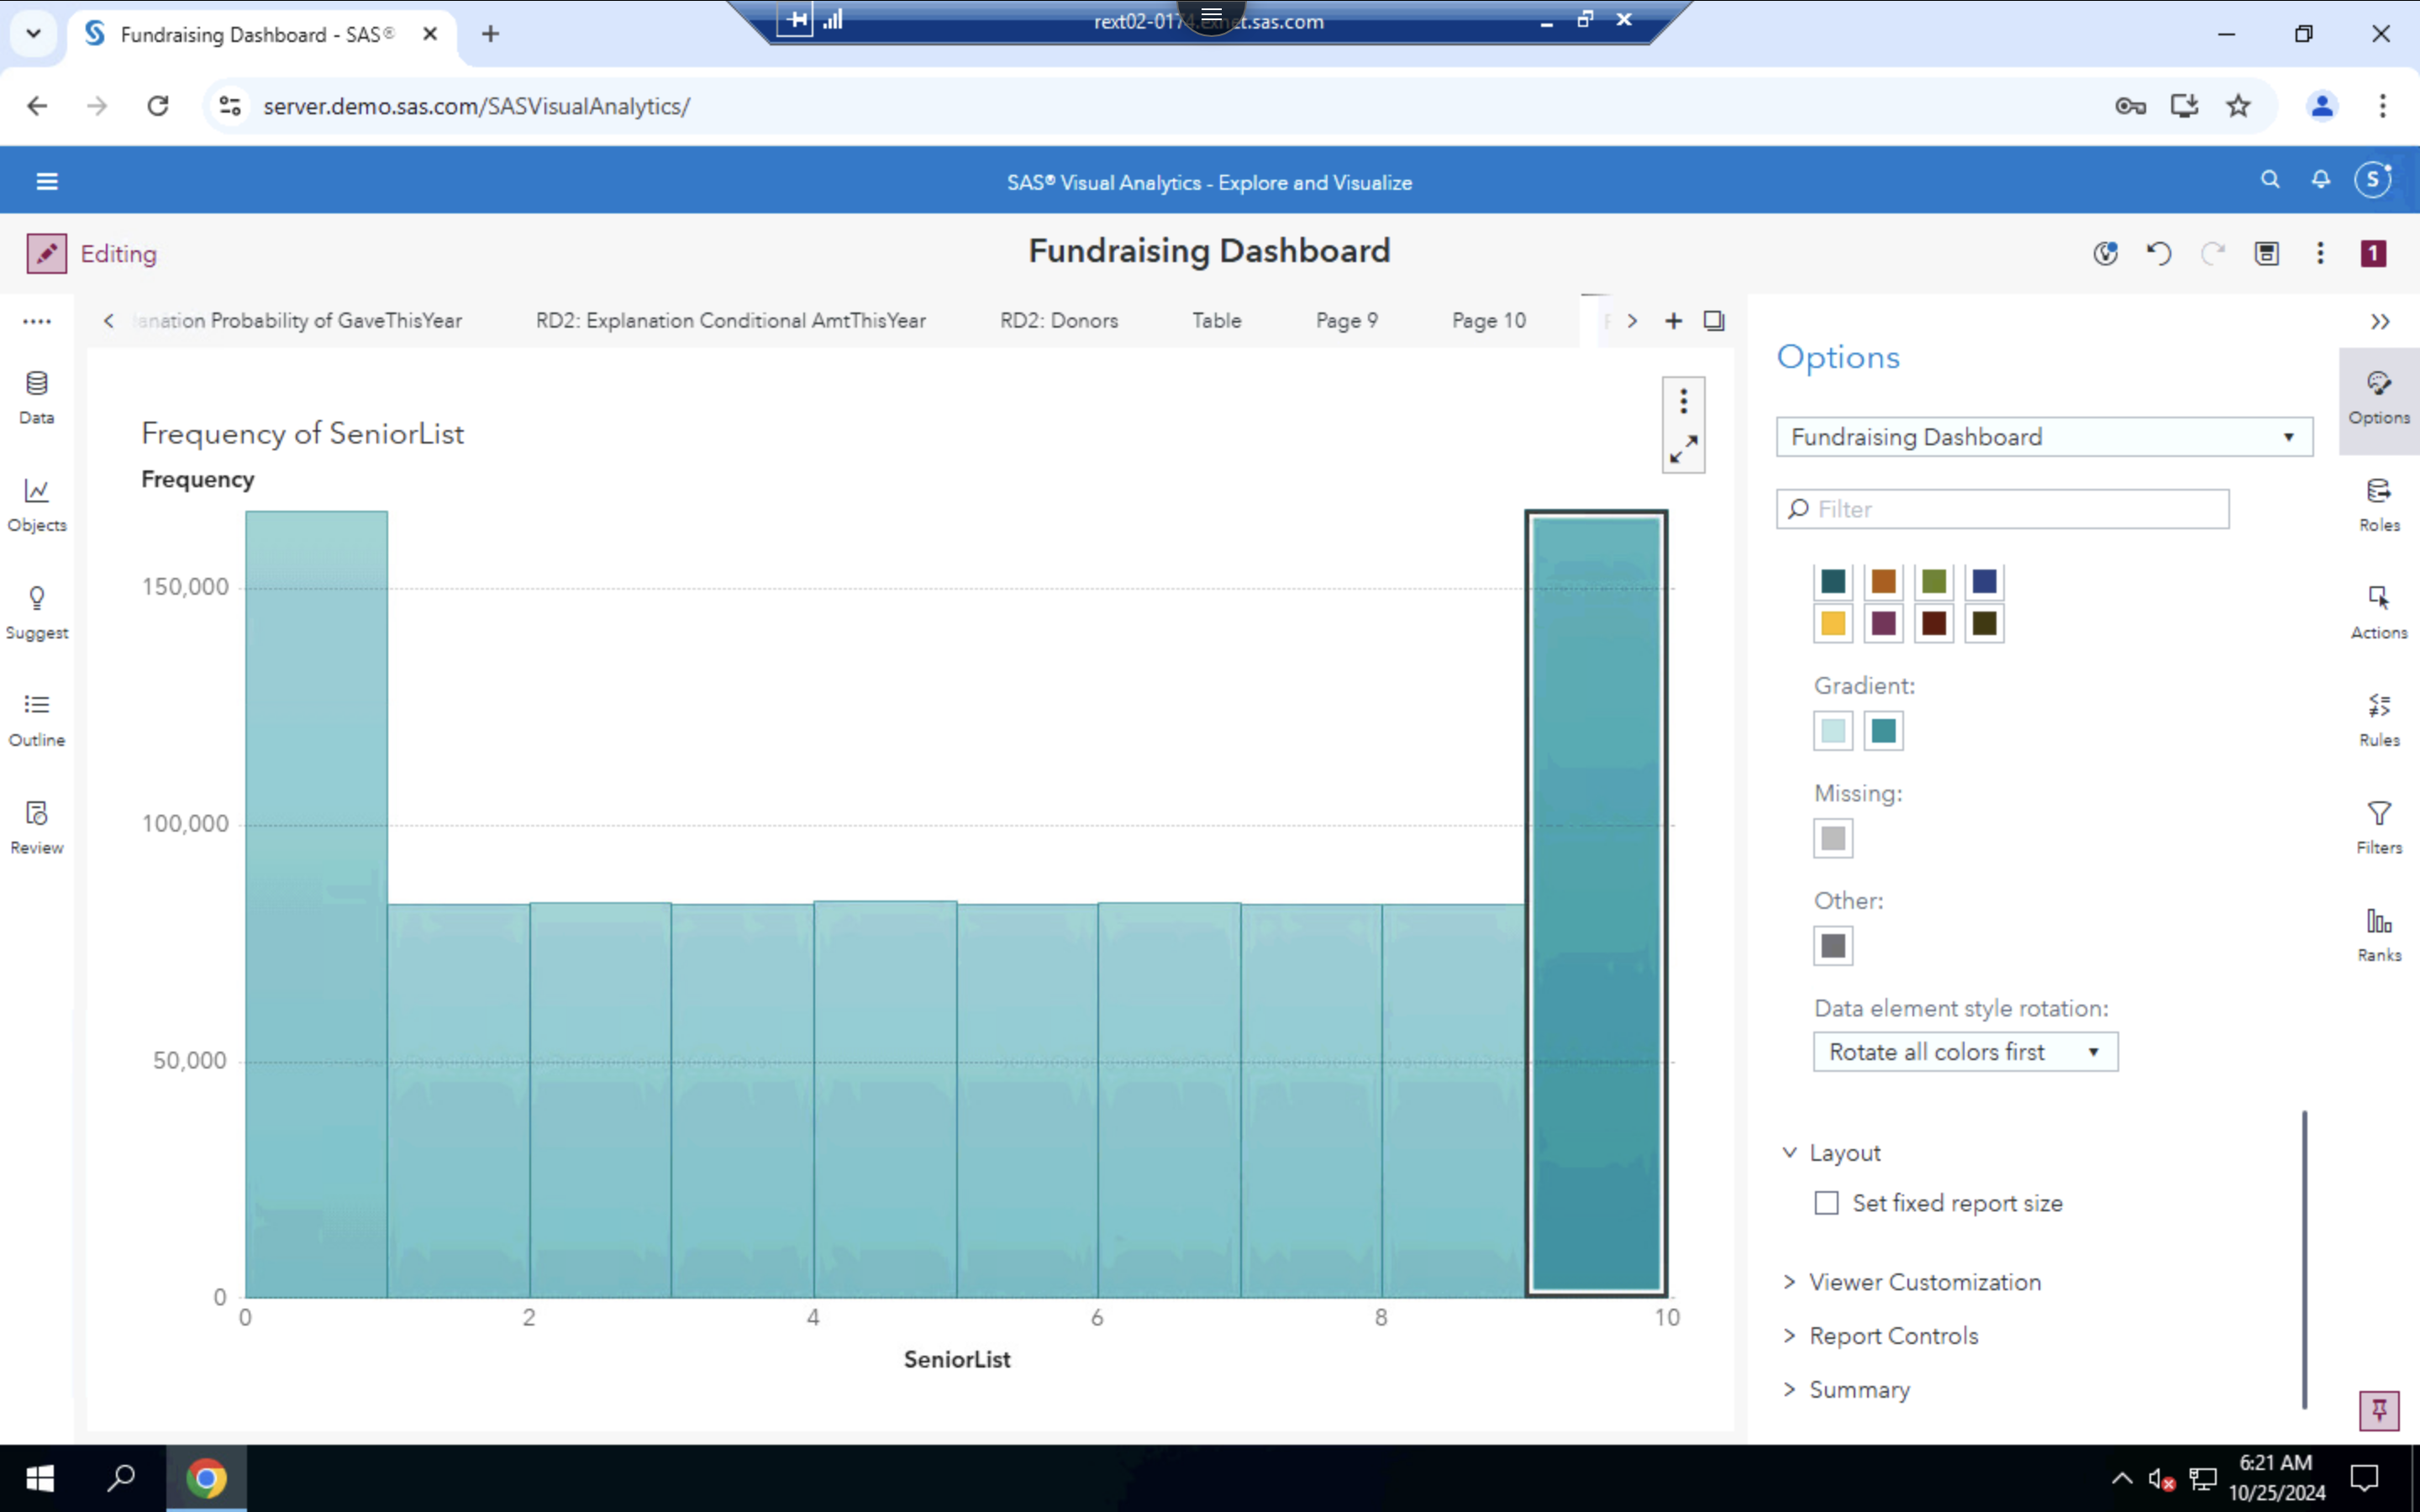 Fundraising Dashboard - SAS®
rext02-0174.exnet.sas.com
server.demo.sas.com/SASVisualAnalytics/
SAS® Visual Analytics - Explore and Visualize
S
Editing
Fundraising Dashboard
1
Probability of GaveThisYear
RD2: Explanation Conditional AmtThisYear
RD2: Donors
Table
Page 9
Page 10
Data
Objects
Suggest
Outline
Review
Frequency of SeniorList
Frequency
150,000
100,000
50,000
0
0 2 4 6 8 10
SeniorList
Options
Fundraising Dashboard
Filter
Gradient:
Missing:
Other:
Data element style rotation:
Rotate all colors first
Layout
Set fixed report size
Viewer Customization
Report Controls
Summary
Options
Roles
Actions
Rules
Filters
Ranks
6:21 AM
10/25/2024